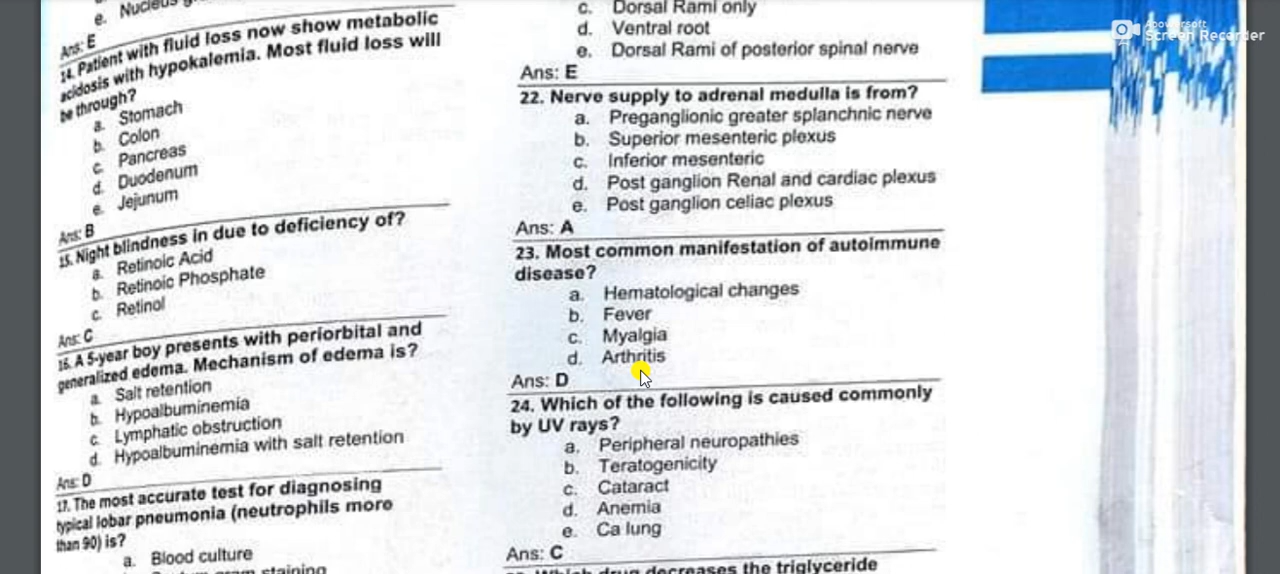 e. Nucleus
Ans: E
14. Patient with fluid loss now show metabolic
acidosis with hypokalemia. Most fluid loss will
be through?
a. Stomach
b. Colon
c. Pancreas
d. Duodenum
e. Jejunum
Ans: B
15. Night blindness in due to deficiency of?
a. Retinoic Acid
b. Retinoic Phosphate
c. Retinol
Ans: C
16. A 5-year boy presents with periorbital and
generalized edema. Mechanism of edema is?
a. Salt retention
b. Hypoalbuminemia
c. Lymphatic obstruction
d. Hypoalbuminemia with salt retention
Ans: D
17. The most accurate test for diagnosing
typical lobar pneumonia (neutrophils more
than 90) is?
a. Blood culture
gram staining
c. Dorsal Rami only
d. Ventral root
e. Dorsal Rami of posterior spinal nerve
Ans: E
22. Nerve supply to adrenal medulla is from?
a. Preganglionic greater splanchnic nerve
b. Superior mesenteric plexus
c. Inferior mesenteric
d. Post ganglion Renal and cardiac plexus
e. Post ganglion celiac plexus
Ans: A
23. Most common manifestation of autoimmune
disease?
a. Hematological changes
b. Fever
c. Myalgia
d. Arthritis
Ans: D
24. Which of the following is caused commonly
by UV rays?
a. Peripheral neuropathies
b. Teratogenicity
c. Cataract
d. Anemia
e. Ca lung
Ans: C
Which drug decreases the triglyceride
Apowersoft
Screen Recorder